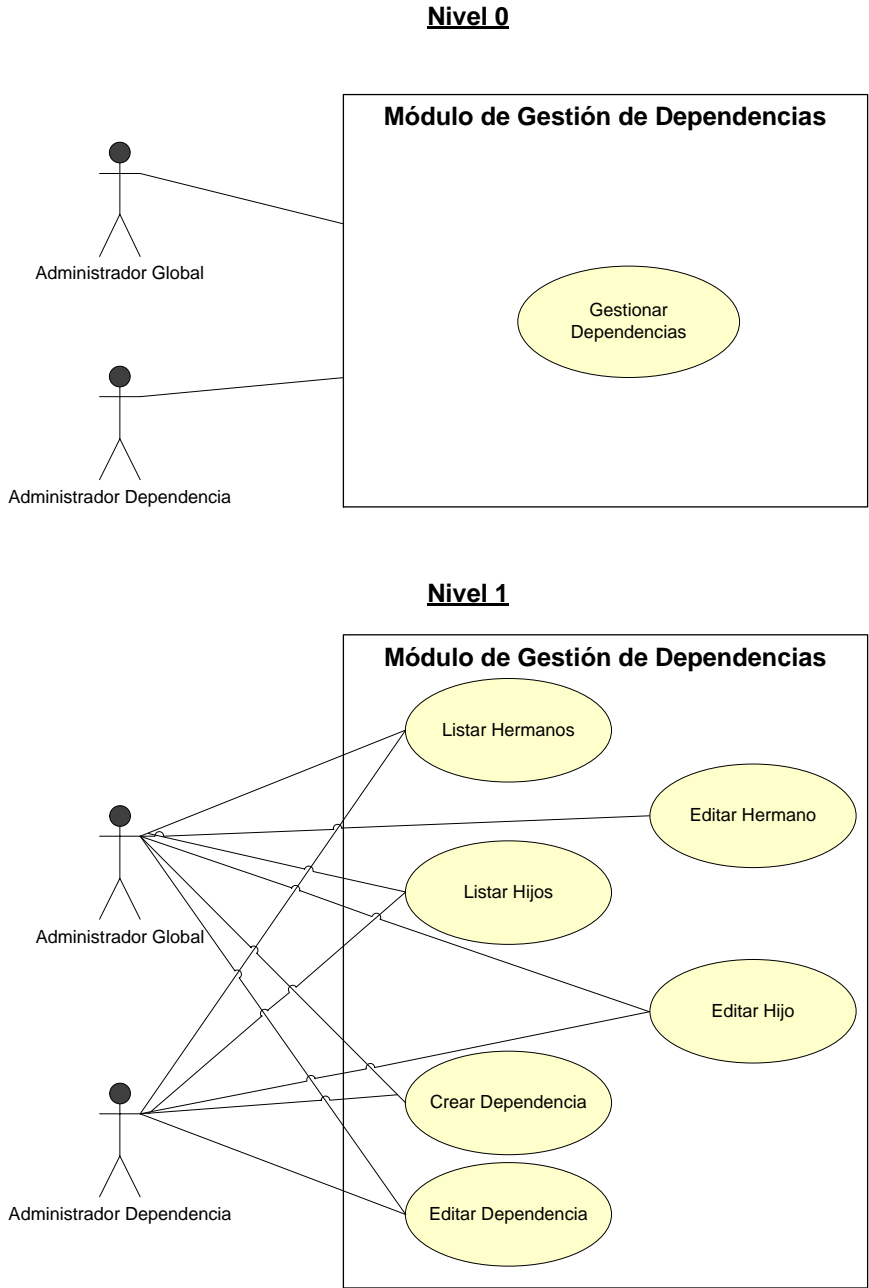 Nivel 0
Módulo de Gestión de Dependencias
Administrador Global
Gestionar
Dependencias
Administrador Dependencia
Nivel 1
Módulo de Gestión de Dependencias
Listar Hermanos
Editar Hermano
Listar Hijos
Administrador Global
Editar Hijo
Crear Dependencia
Administrador Dependencia
Editar Dependencia